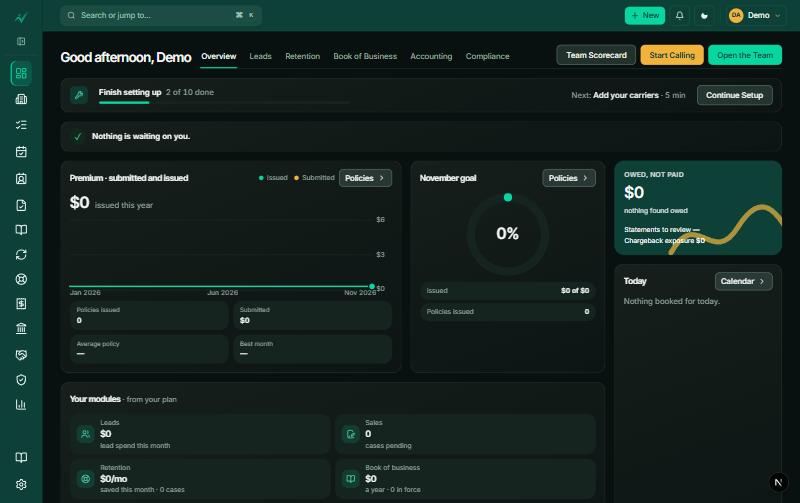 Search or jump to...
⌘ K
+ New
DA Demo
Good afternoon, Demo
Overview
Leads
Retention
Book of Business
Accounting
Compliance
Team Scorecard
Start Calling
Open the Team
Finish setting up 2 of 10 done
Next: Add your carriers · 5 min
Continue Setup
Nothing is waiting on you.
Premium · submitted and issued
Issued
Submitted
Policies
$0 issued this year
$6
$3
$0
Jan 2026
Jun 2026
Nov 2026
Policies issued
0
Submitted
$0
Average policy
—
Best month
—
November goal
Policies
0%
Issued
$0 of $0
Policies issued
0
OWED, NOT PAID
$0
nothing found owed
Statements to review —
Chargeback exposure $0
Today
Calendar
Nothing booked for today.
Your modules · from your plan
Leads
$0
lead spend this month
Sales
0
cases pending
Retention
$0/mo
saved this month · 0 cases
Book of business
$0
a year · 0 in force
N